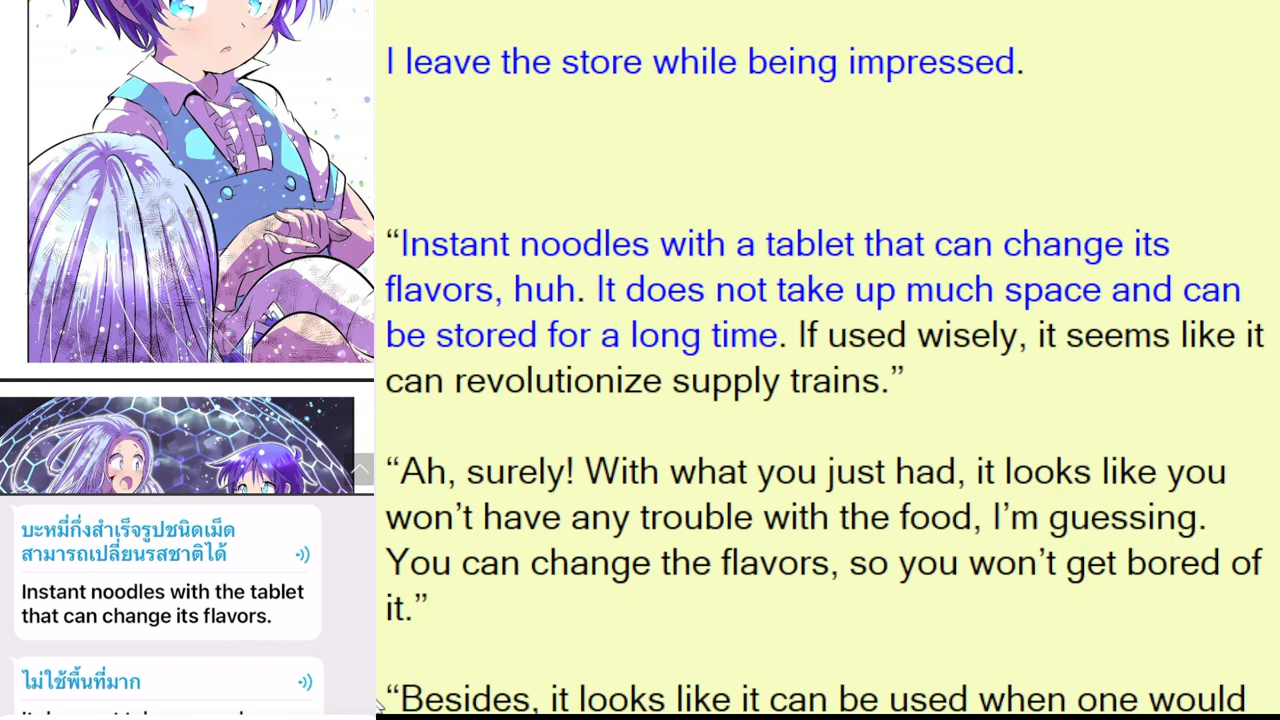 I leave the store while being impressed.
“Instant noodles with a tablet that can change its
flavors, huh. It does not take up much space and can
be stored for a long time. If used wisely, it seems like it
can revolutionize supply trains.”
“Ah, surely! With what you just had, it looks like you
won’t have any trouble with the food, I’m guessing.
You can change the flavors, so you won’t get bored of
it.”
“Besides, it looks like it can be used when one would
บะหมี่กึ่งสำเร็จรูปชนิดเม็ด
สามารถเปลี่ยนรสชาติได้
Instant noodles with the tablet
that can change its flavors.
ไม่ใช้พื้นที่มาก